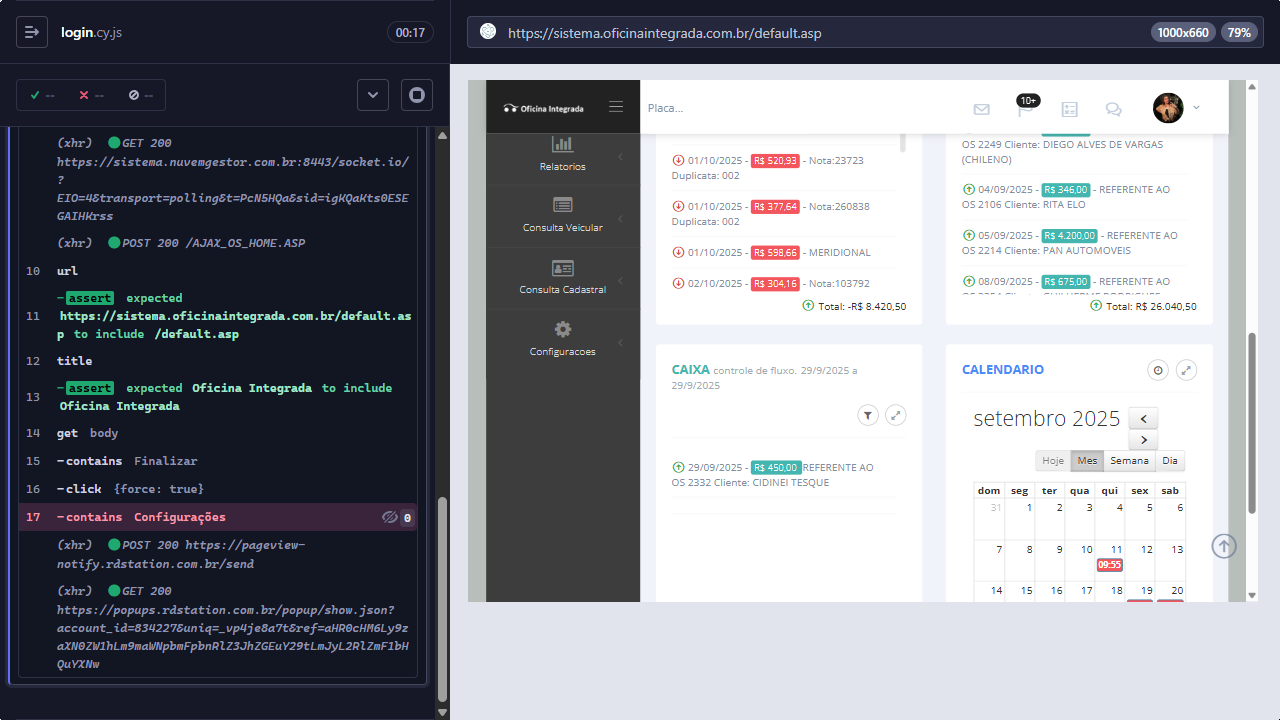 login.cy.js
00:17
--
--
--
(xhr) GET 200
https://sistema.nuvemgestor.com.br:8443/socket.io/
?
EIO=4&transport=polling&t=PcN5HQa&sid=igKQaKts0ESE
GAIHKrss
(xhr) POST 200 /AJAX_OS_HOME.ASP
10 url
-assert expected
11 https://sistema.oficinaintegrada.com.br/default.as
p to include /default.asp
12 title
-assert expected Oficina Integrada to include
13 Oficina Integrada
14 get body
15 -contains Finalizar
16 -click {force: true}
17 -contains Configurações 0
(xhr) POST 200 https://pageview-
notify.rdstation.com.br/send
(xhr) GET 200
https://popups.rdstation.com.br/popup/show.json?
account_id=834227&uniq=_vp4je8a7t&ref=aHR0cHM6Ly9z
aXN0ZW1hLm9maWNpbmFpbnRlZ3JhZGEuY29tLmJyL2RlZmF1bH
QuYXNw
https://sistema.oficinaintegrada.com.br/default.asp
1000x660
79%
Oficina Integrada
Placa...
10+
Relatorios
Consulta Veicular
Consulta Cadastral
Configuracoes
01/10/2025 - R$ 520,93 - Nota:23723
Duplicata: 002
01/10/2025 - R$ 377,64 - Nota:260838
Duplicata: 002
01/10/2025 - R$ 598,66 - MERIDIONAL
02/10/2025 - R$ 304,16 - Nota:103792
Total: -R$ 8.420,50
OS 2249 Cliente: DIEGO ALVES DE VARGAS
(CHILENO)
04/09/2025 - R$ 346,00 - REFERENTE AO
OS 2106 Cliente: RITA ELO
05/09/2025 - R$ 4.200,00 - REFERENTE AO
OS 2214 Cliente: PAN AUTOMOVEIS
08/09/2025 - R$ 675,00 - REFERENTE AO
Total: R$ 26.040,50
CAIXA controle de fluxo. 29/9/2025 a
29/9/2025
29/09/2025 - R$ 450,00 REFERENTE AO
OS 2332 Cliente: CIDINEI TESQUE
CALENDARIO
setembro 2025
Hoje Mes Semana Dia
dom seg ter qua qui sex sab
31 1 2 3 4 5 6
7 8 9 10 11 12 13
09:55
14 15 16 17 18 19 20